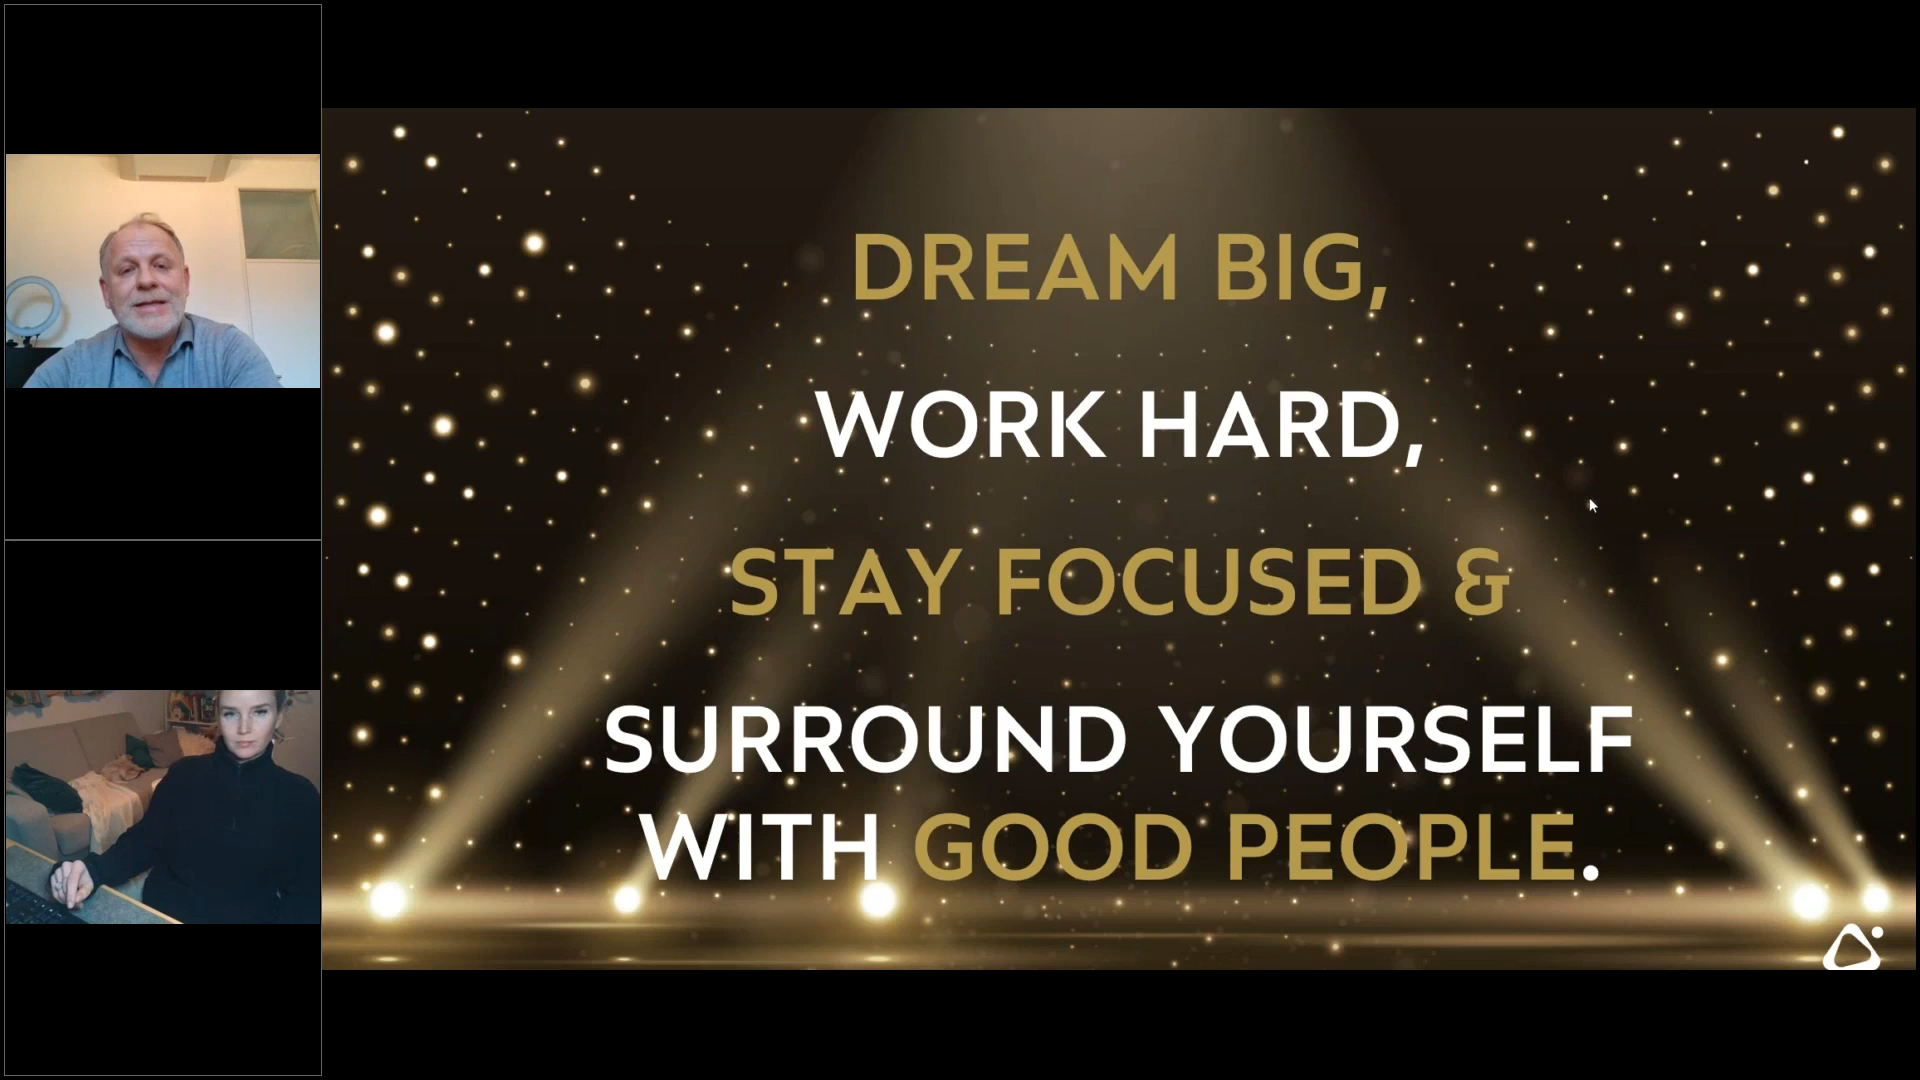 DREAM BIG,
WORK HARD,
STAY FOCUSED &
SURROUND YOURSELF
WITH GOOD PEOPLE.